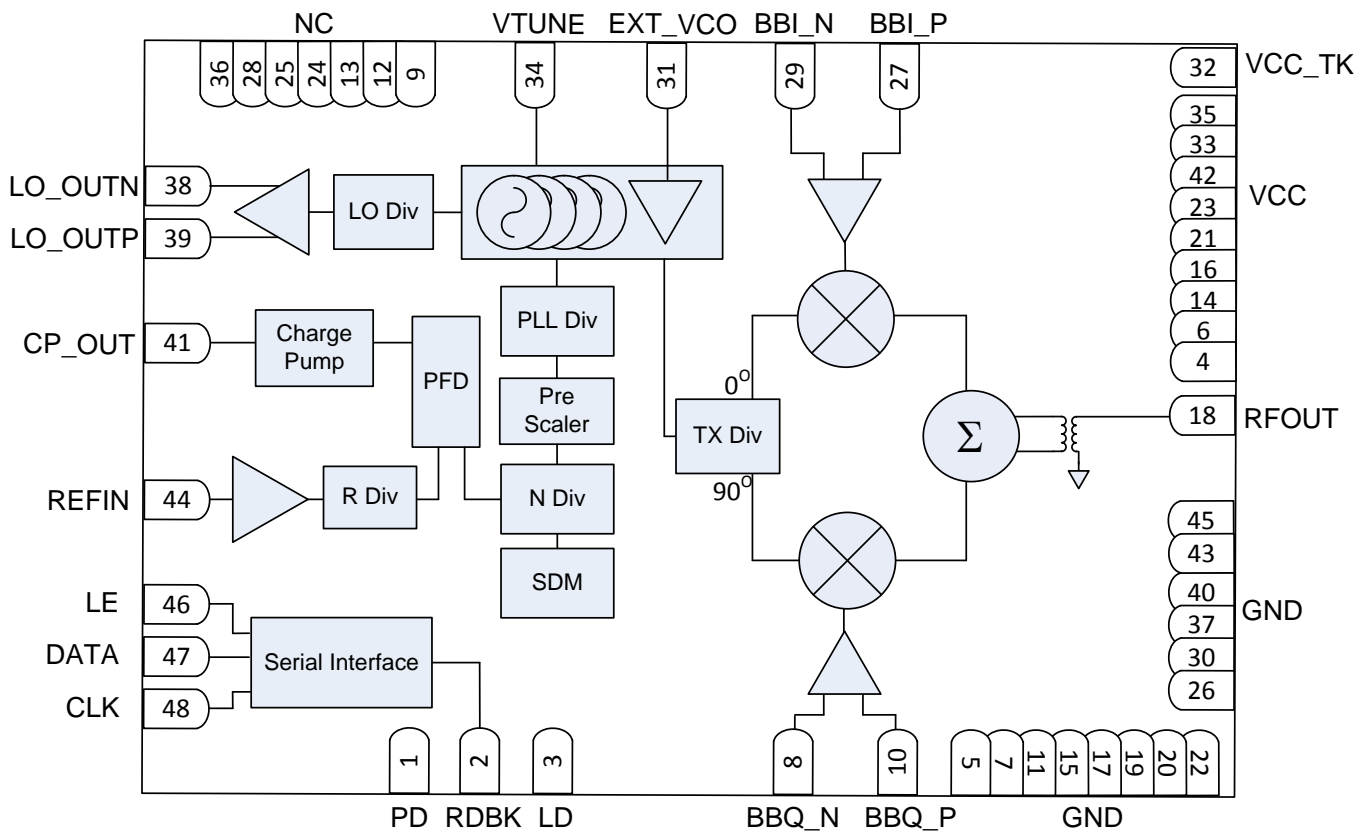 NC VTUNE EXT_VCO BBI_N BBI_P
36 28 25 24 13 12 9 34 31 29 27
32 VCC_TK
35
33
42
23 VCC
21
16
14
6
4
LO_OUTN 38
LO_OUTP 39
LO Div
CP_OUT 41
Charge
Pump
PFD
PLL Div
Pre
Scaler
0O
TX Div
90O
Σ
18 RFOUT
REFIN 44
R Div
N Div
SDM
45
43
40
37 GND
30
26
LE 46
DATA 47
CLK 48
Serial Interface
1 2 3 8 10 5 7 11 15 17 19 20 22
PD RDBK LD BBQ_N BBQ_P GND